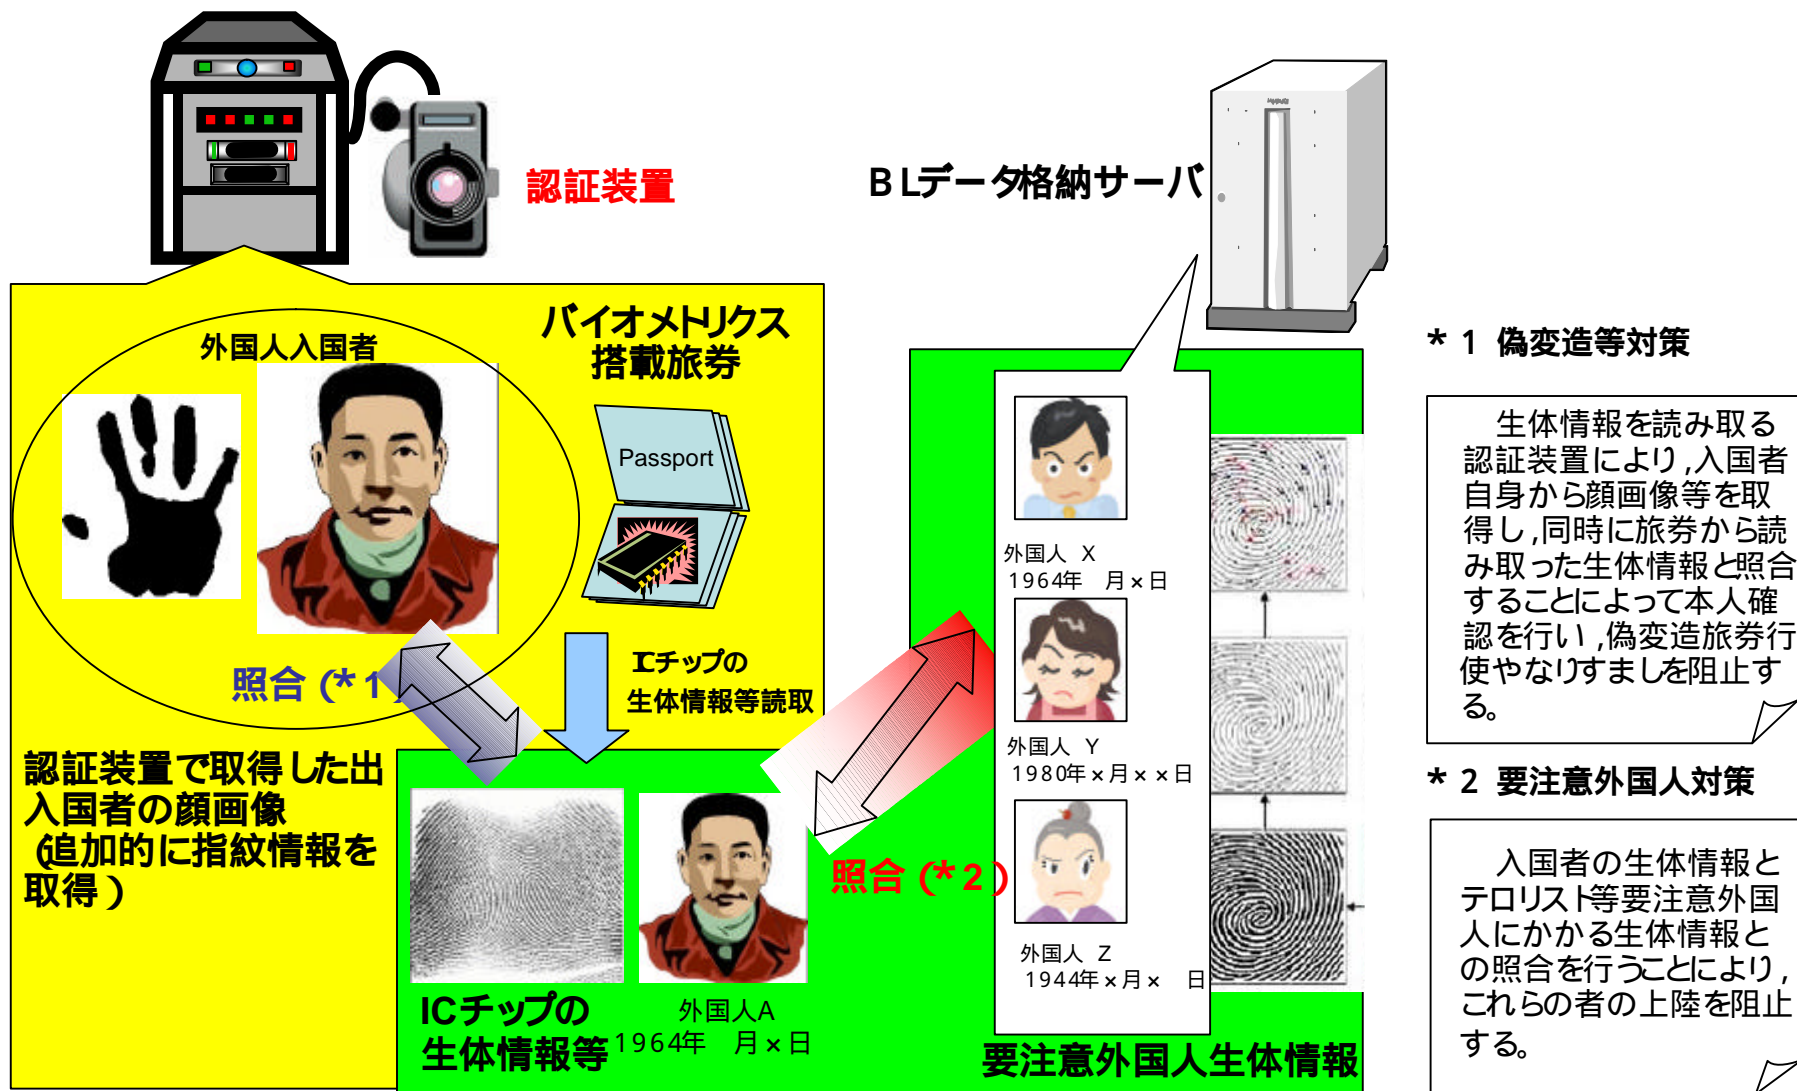 認証装置
BLデータ格納サーバ
外国人入国者
バイオメトリクス
搭載旅券
Passport
照合(*1)
ICチップの
生体情報等読取
認証装置で取得した出
入国者の顔画像
(追加的に指紋情報を
取得)
ICチップの
生体情報等
外国人A
1964年 月×日
照合(*2)
外国人 X
1964年 月×日
外国人 Y
1980年×月××日
外国人 Z
1944年×月× 日
要注意外国人生体情報
*1 偽変造等対策
生体情報を読み取る
認証装置により,入国者
自身から顔画像等を取
得し,同時に旅券から読
み取った生体情報と照合
することによって本人確
認を行い,偽変造旅券行
使やなりすましを阻止す
る。
*2 要注意外国人対策
入国者の生体情報と
テロリスト等要注意外国
人にかかる生体情報と
の照合を行うことにより,
これらの者の上陸を阻止
する。